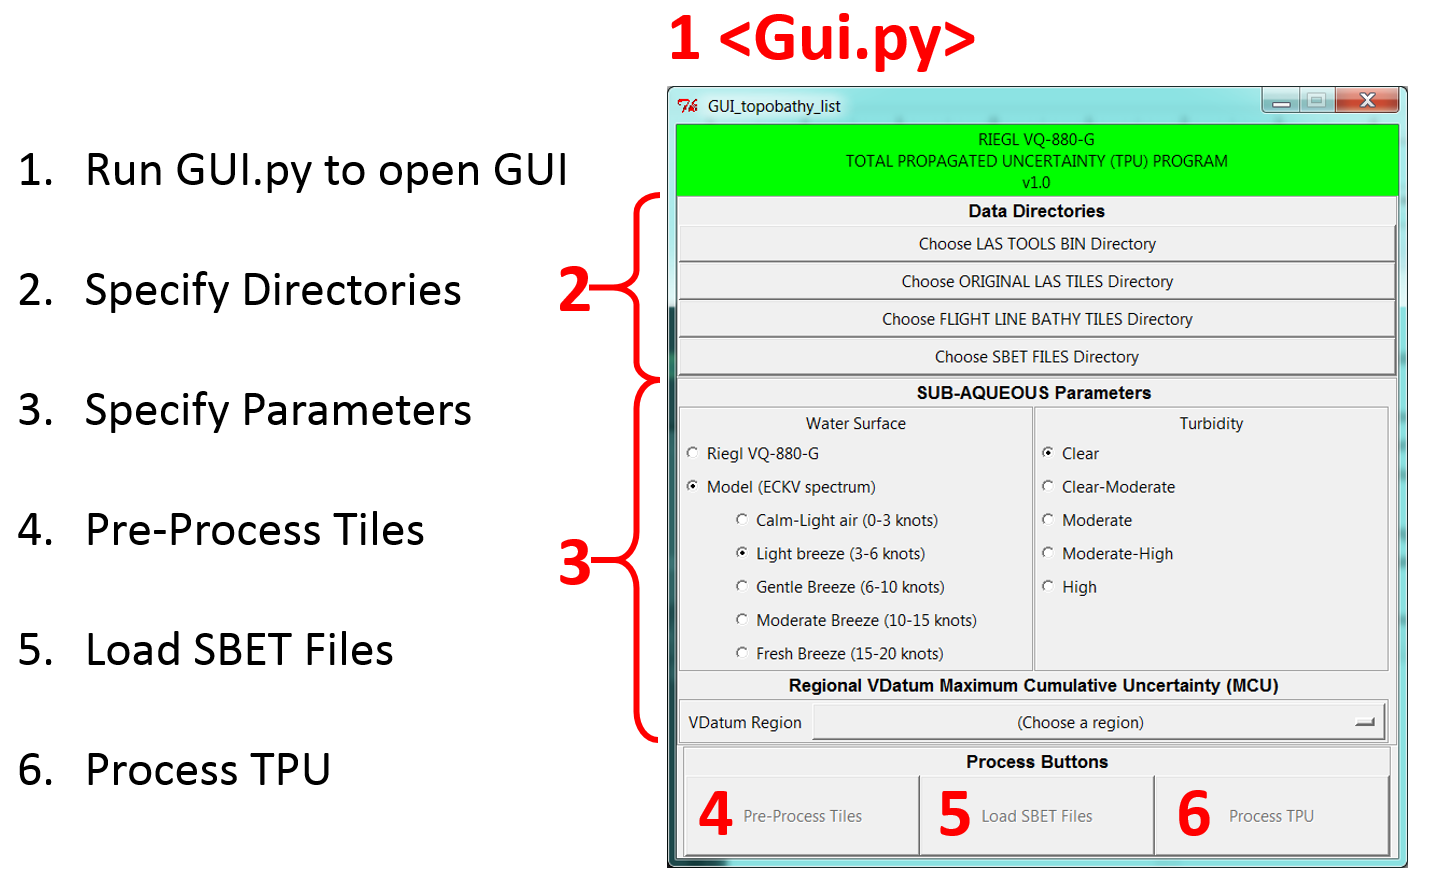 1 <Gui.py>
1. Run GUI.py to open GUI
2. Specify Directories
3. Specify Parameters
4. Pre-Process Tiles
5. Load SBET Files
6. Process TPU
2
3
GUI_topobathy_list
RIEGL VQ-880-G
TOTAL PROPAGATED UNCERTAINTY (TPU) PROGRAM
v1.0
Data Directories
Choose LAS TOOLS BIN Directory
Choose ORIGINAL LAS TILES Directory
Choose FLIGHT LINE BATHY TILES Directory
Choose SBET FILES Directory
SUB-AQUEOUS Parameters
Water Surface
Riegl VQ-880-G
Model (ECKV spectrum)
Calm-Light air (0-3 knots)
Light breeze (3-6 knots)
Gentle Breeze (6-10 knots)
Moderate Breeze (10-15 knots)
Fresh Breeze (15-20 knots)
Turbidity
Clear
Clear-Moderate
Moderate
Moderate-High
High
Regional VDatum Maximum Cumulative Uncertainty (MCU)
VDatum Region (Choose a region)
Process Buttons
4 Pre-Process Tiles
5 Load SBET Files
6 Process TPU